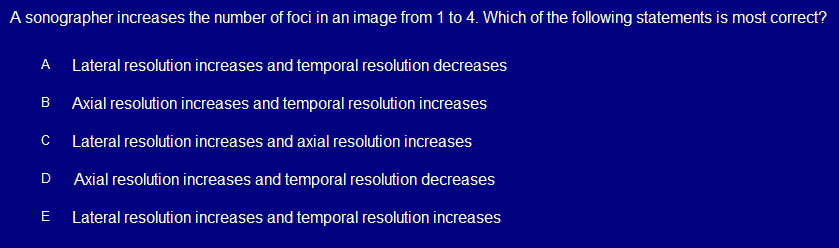 A sonographer increases the number of foci in an image from 1 to 4. Which of the following statements is most correct?
A Lateral resolution increases and temporal resolution decreases
B Axial resolution increases and temporal resolution increases
C Lateral resolution increases and axial resolution increases
D Axial resolution increases and temporal resolution decreases
E Lateral resolution increases and temporal resolution increases